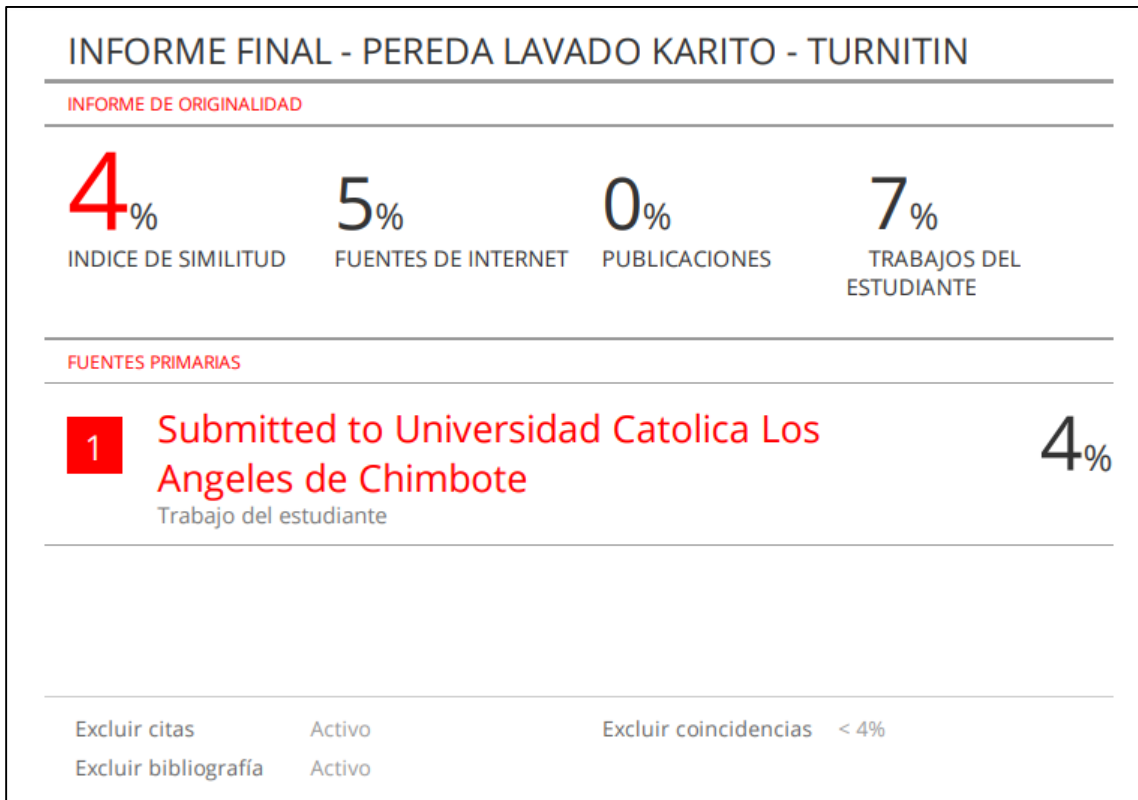 INFORME FINAL - PEREDA LAVADO KARITO - TURNITIN
INFORME DE ORIGINALIDAD
4%
5%
0%
7%
INDICE DE SIMILITUD
FUENTES DE INTERNET
PUBLICACIONES
TRABAJOS DEL
ESTUDIANTE
FUENTES PRIMARIAS
1
Submitted to Universidad Catolica Los
Angeles de Chimbote
Trabajo del estudiante
4%
Excluir citas Activo
Excluir coincidencias < 4%
Excluir bibliografía Activo